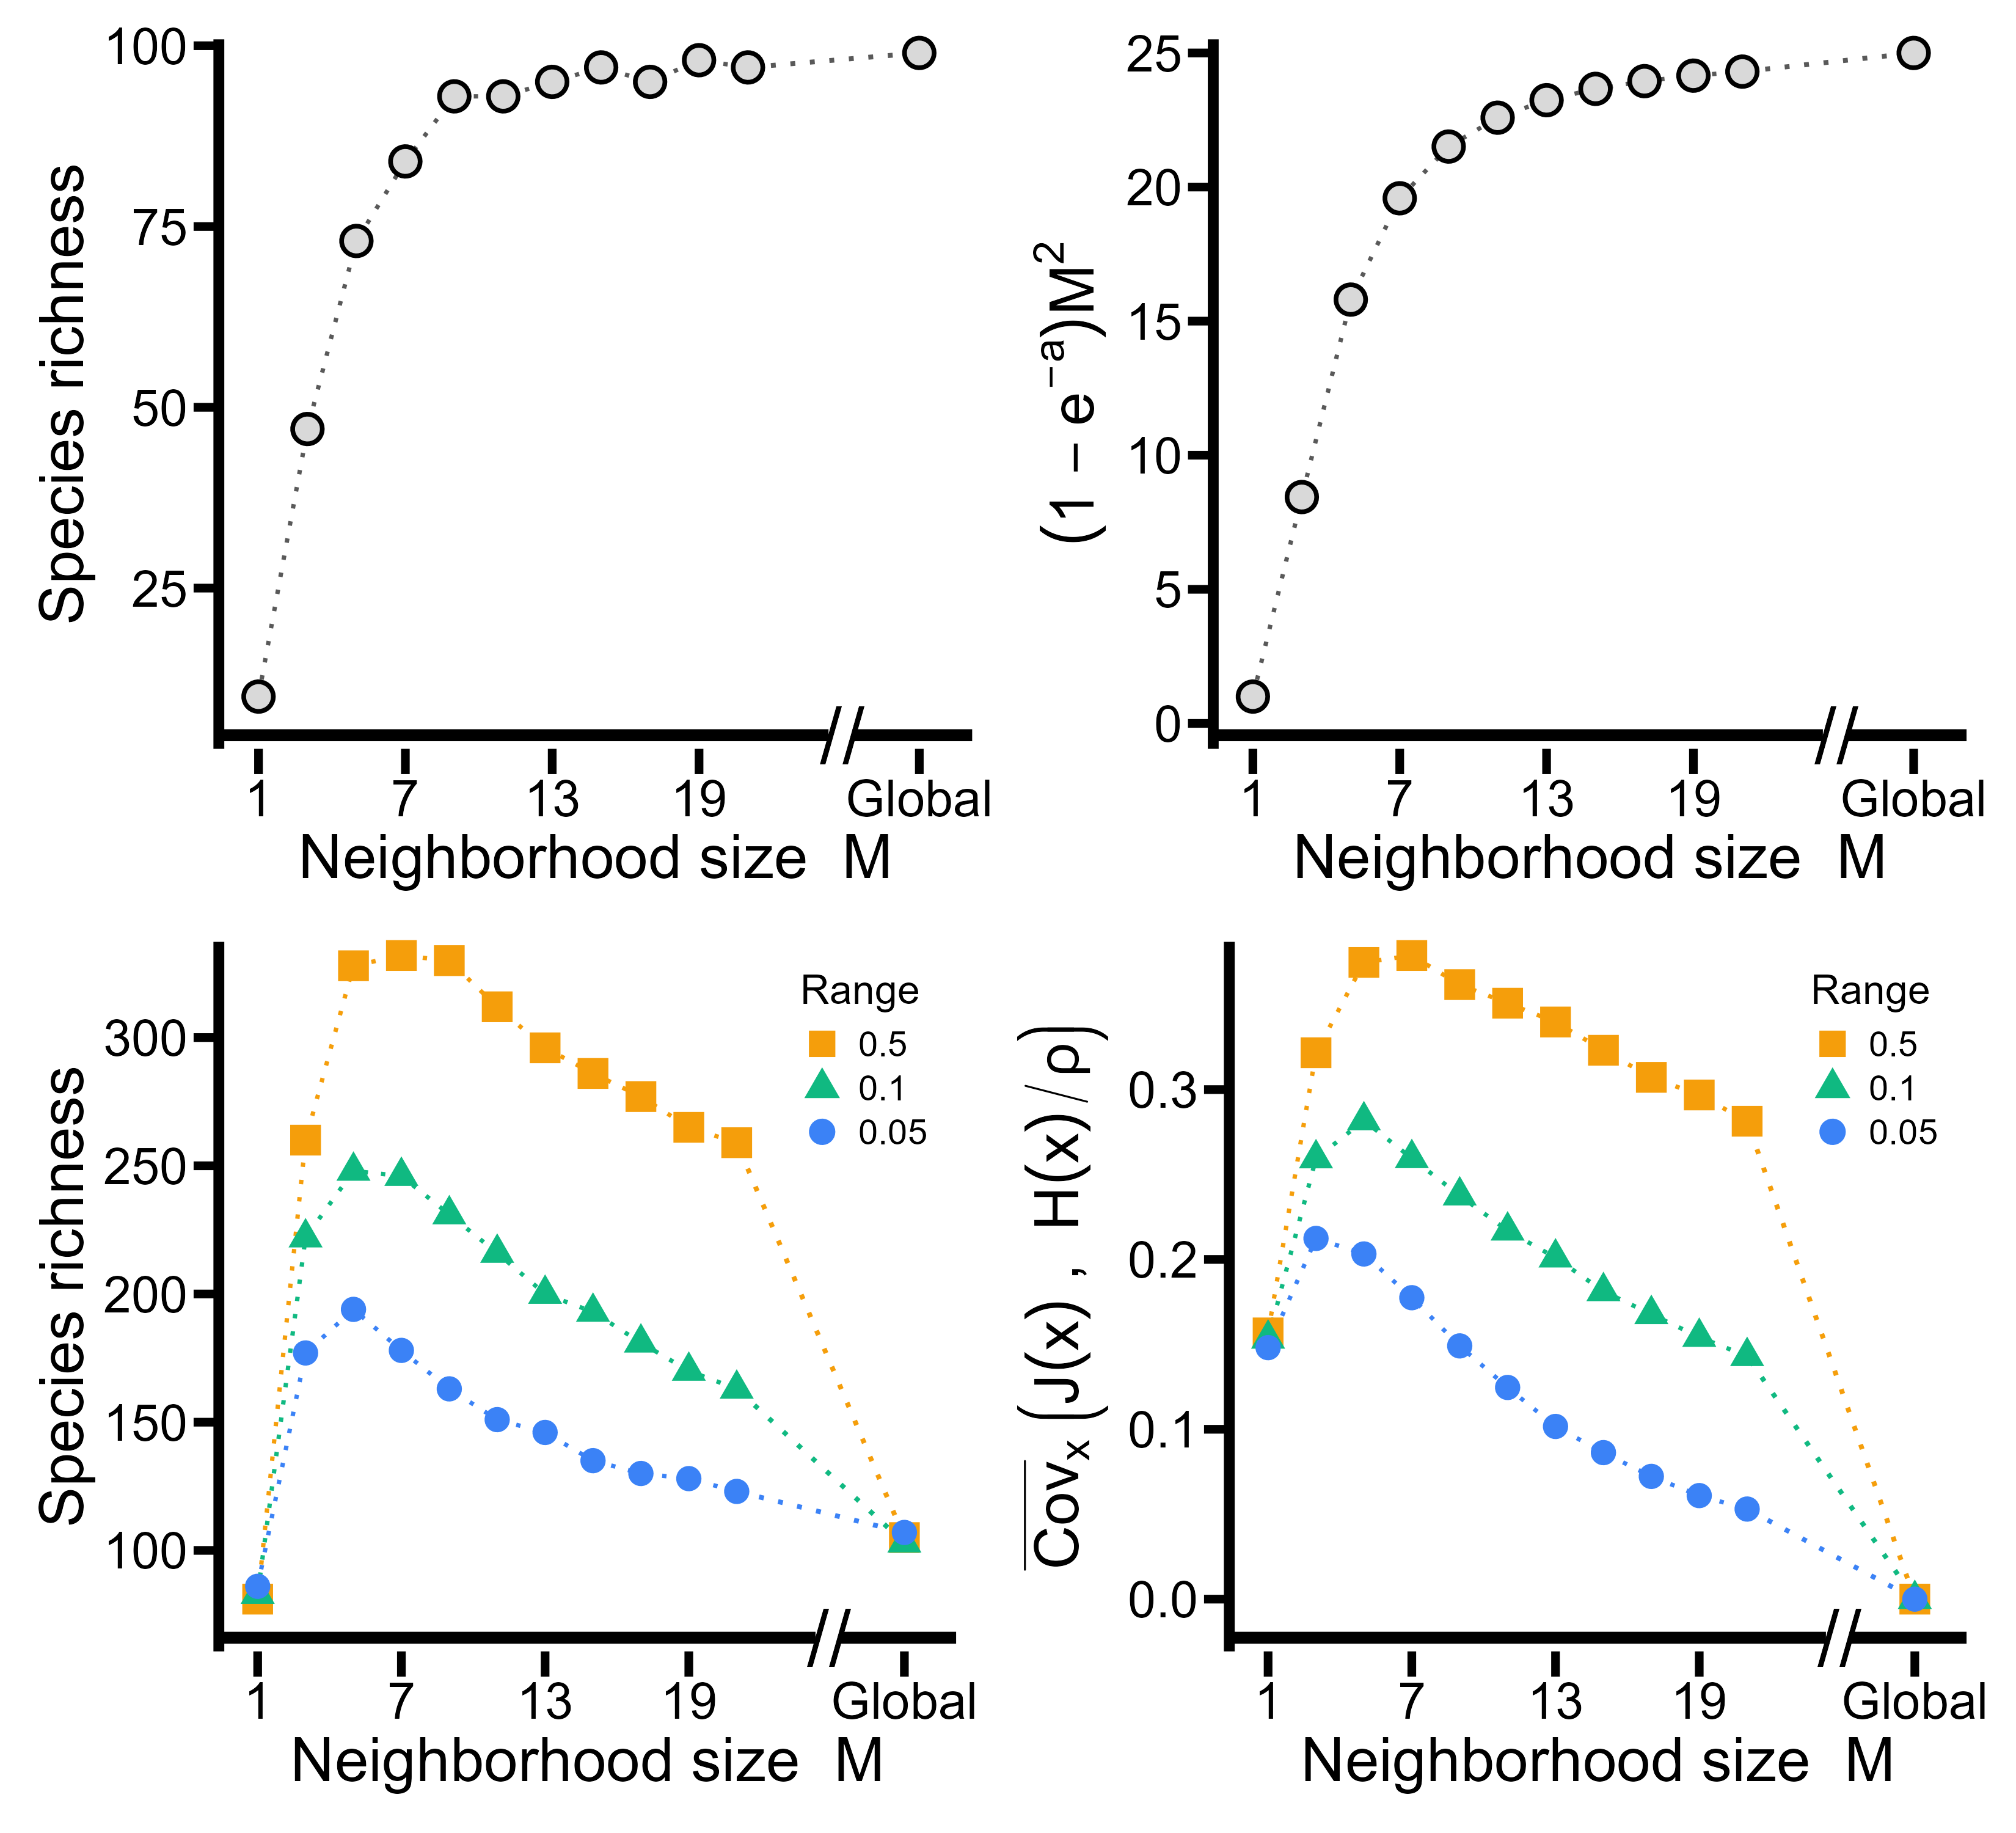 100
75
50
25
Species richness
1 7 13 19 Global
Neighborhood size M
25
20
15
10
5
0
(1 − e⁻ᵃ)M²
1 7 13 19 Global
Neighborhood size M
300
250
200
150
100
Species richness
Range
0.5
0.1
0.05
1 7 13 19 Global
Neighborhood size M
0.3
0.2
0.1
0.0
C̅o̅v̅ₓ(J(x) , H(x)/ρ)
Range
0.5
0.1
0.05
1 7 13 19 Global
Neighborhood size M